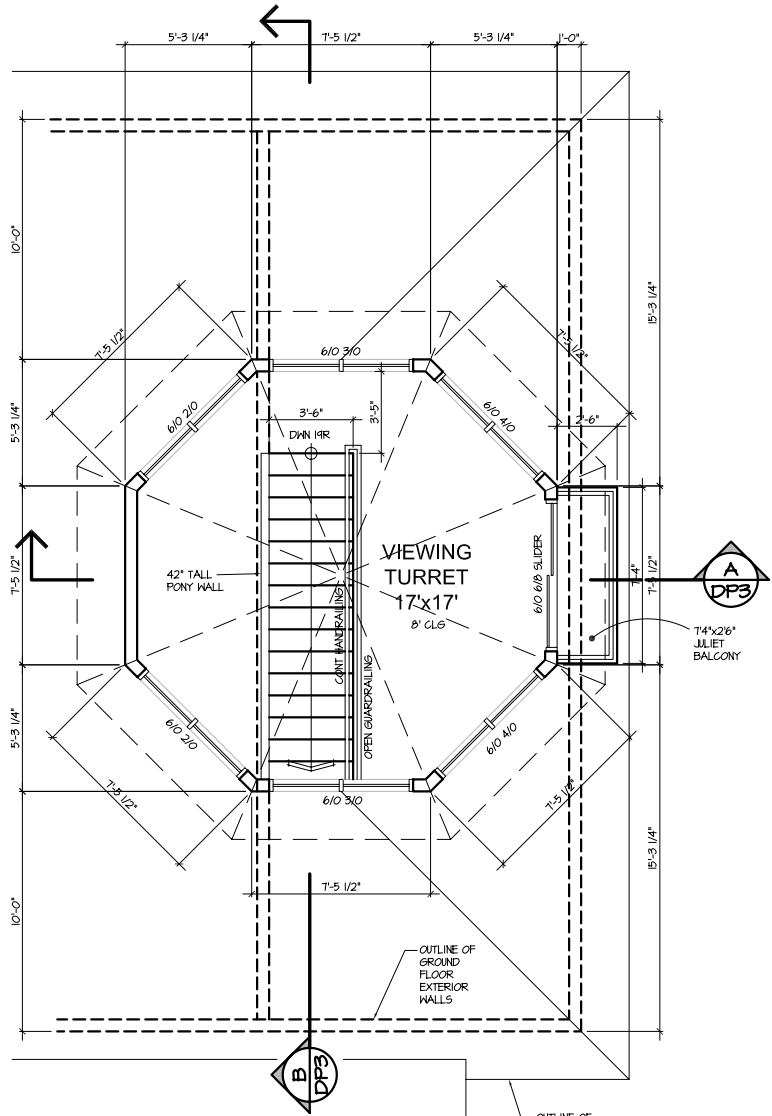 5'-3 1/4"
7'-5 1/2"
5'-3 1/4"
1'-0"
10'-0"
15'-3 1/4"
7'-5 1/2"
7'-5 1/2"
6/0 3/0
6/0 2/0
6/0 4/0
3'-6"
3'-5"
2'-6"
5'-3 1/4"
DWN 19R
7'-5 1/2"
42" TALL
PONY WALL
VIEWING
TURRET
17'x17'
8' CLG
6/0 6/8 SLIDER
7'-4"
7'-5 1/2"
A
DP3
CONT HANDRAILING
OPEN GUARDRAILING
7'4"x2'6"
JULIET
BALCONY
5'-3 1/4"
6/0 2/0
6/0 4/0
7'-5 1/2"
6/0 3/0
7'-5 1/2"
7'-5 1/2"
10'-0"
15'-3 1/4"
OUTLINE OF
GROUND
FLOOR
EXTERIOR
WALLS
B
DP3
OUTLINE OF